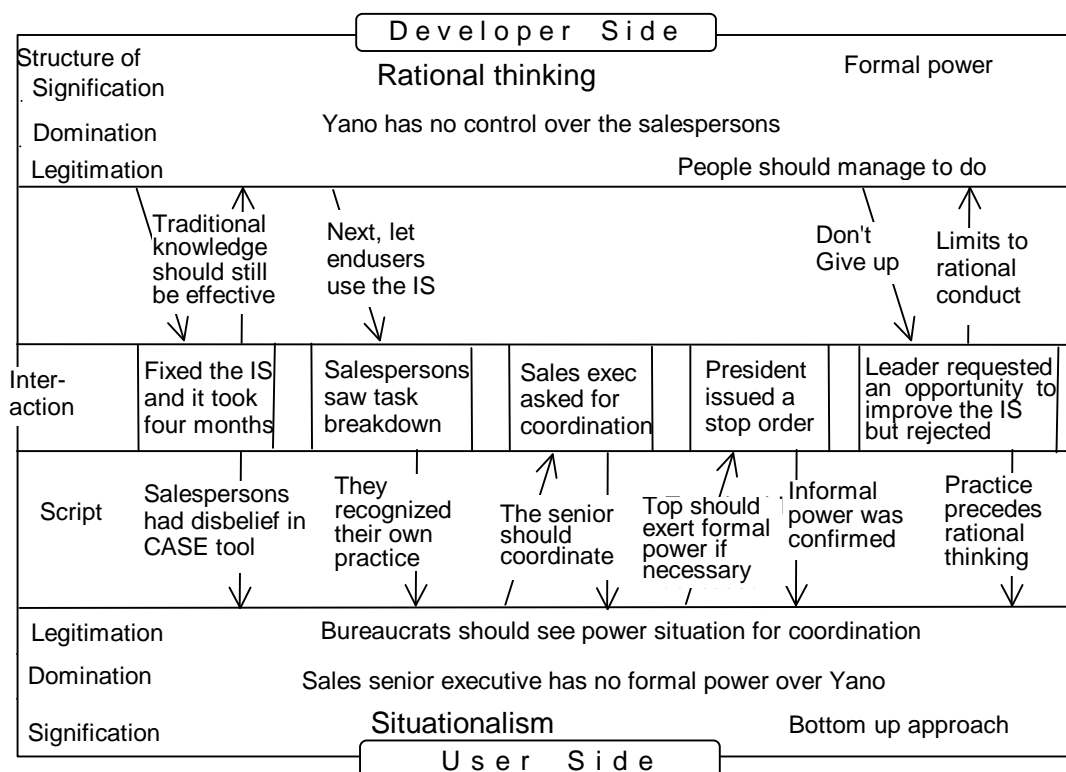 Developer Side
Structure of
Signification
Rational thinking
Formal power
Domination
Yano has no control over the salespersons
Legitimation
People should manage to do
Traditional
knowledge
should still
be effective
Next, let
endusers
use the IS
Don't
Give up
Limits to
rational
conduct
Inter-
action
Fixed the IS
and it took
four months
Salespersons
saw task
breakdown
Sales exec
asked for
coordination
President
issued a
stop order
Leader requested
an opportunity to
improve the IS
but rejected
Script
Salespersons
had disbelief in
CASE tool
They
recognized
their own
practice
The senior
should
coordinate
Top should
exert formal
power if
necessary
Informal
power was
confirmed
Practice
precedes
rational
thinking
Legitimation
Bureaucrats should see power situation for coordination
Domination
Sales senior executive has no formal power over Yano
Signification
Situationalism
Bottom up approach
User Side